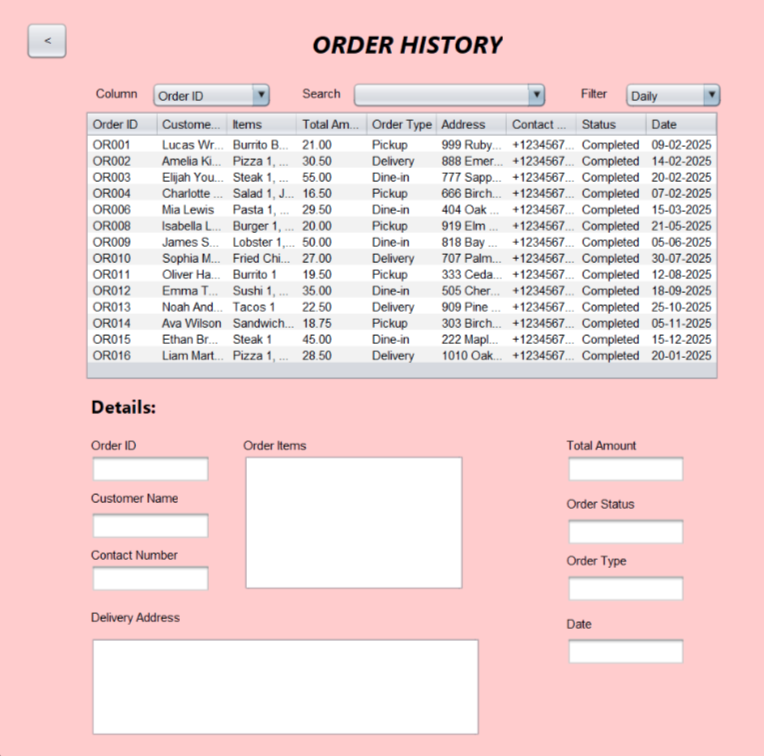 <
ORDER HISTORY
Column Order ID Search Filter Daily
Order ID Custome... Items Total Am... Order Type Address Contact ... Status Date
OR001 Lucas Wr... Burrito B... 21.00 Pickup 999 Ruby... +1234567... Completed 09-02-2025
OR002 Amelia Ki... Pizza 1, ... 30.50 Delivery 888 Emer... +1234567... Completed 14-02-2025
OR003 Elijah You... Steak 1, ... 55.00 Dine-in 777 Sapp... +1234567... Completed 20-02-2025
OR004 Charlotte ... Salad 1, J... 16.50 Pickup 666 Birch... +1234567... Completed 07-02-2025
OR006 Mia Lewis Pasta 1, ... 29.50 Dine-in 404 Oak ... +1234567... Completed 15-03-2025
OR008 Isabella L... Burger 1, ... 20.00 Pickup 919 Elm ... +1234567... Completed 21-05-2025
OR009 James S... Lobster 1,... 50.00 Dine-in 818 Bay ... +1234567... Completed 05-06-2025
OR010 Sophia M... Fried Chi... 27.00 Delivery 707 Palm... +1234567... Completed 30-07-2025
OR011 Oliver Ha... Burrito 1 19.50 Pickup 333 Ceda... +1234567... Completed 12-08-2025
OR012 Emma T... Sushi 1, ... 35.00 Dine-in 505 Cher... +1234567... Completed 18-09-2025
OR013 Noah And... Tacos 1 22.50 Delivery 909 Pine ... +1234567... Completed 25-10-2025
OR014 Ava Wilson Sandwich... 18.75 Pickup 303 Birch... +1234567... Completed 05-11-2025
OR015 Ethan Br... Steak 1 45.00 Dine-in 222 Mapl... +1234567... Completed 15-12-2025
OR016 Liam Mart... Pizza 1, ... 28.50 Delivery 1010 Oak... +1234567... Completed 20-01-2025
Details:
Order ID Order Items Total Amount
Customer Name Order Status
Contact Number Order Type
Delivery Address Date